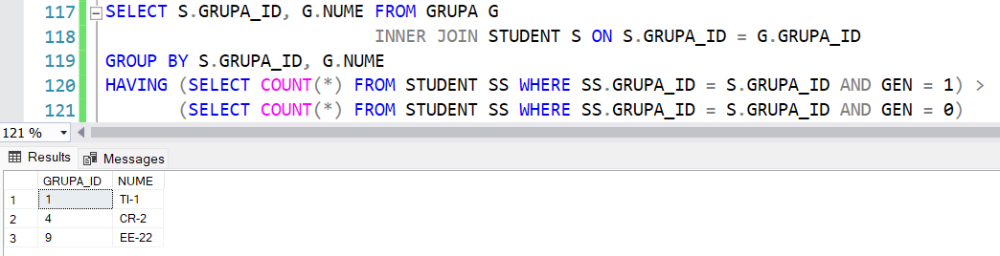 117 SELECT S.GRUPA_ID, G.NUME FROM GRUPA G
118 INNER JOIN STUDENT S ON S.GRUPA_ID = G.GRUPA_ID
119 GROUP BY S.GRUPA_ID, G.NUME
120 HAVING (SELECT COUNT(*) FROM STUDENT SS WHERE SS.GRUPA_ID = S.GRUPA_ID AND GEN = 1) >
121 (SELECT COUNT(*) FROM STUDENT SS WHERE SS.GRUPA_ID = S.GRUPA_ID AND GEN = 0)
121 %
Results Messages
GRUPA_ID NUME
1 1 TI-1
2 4 CR-2
3 9 EE-22